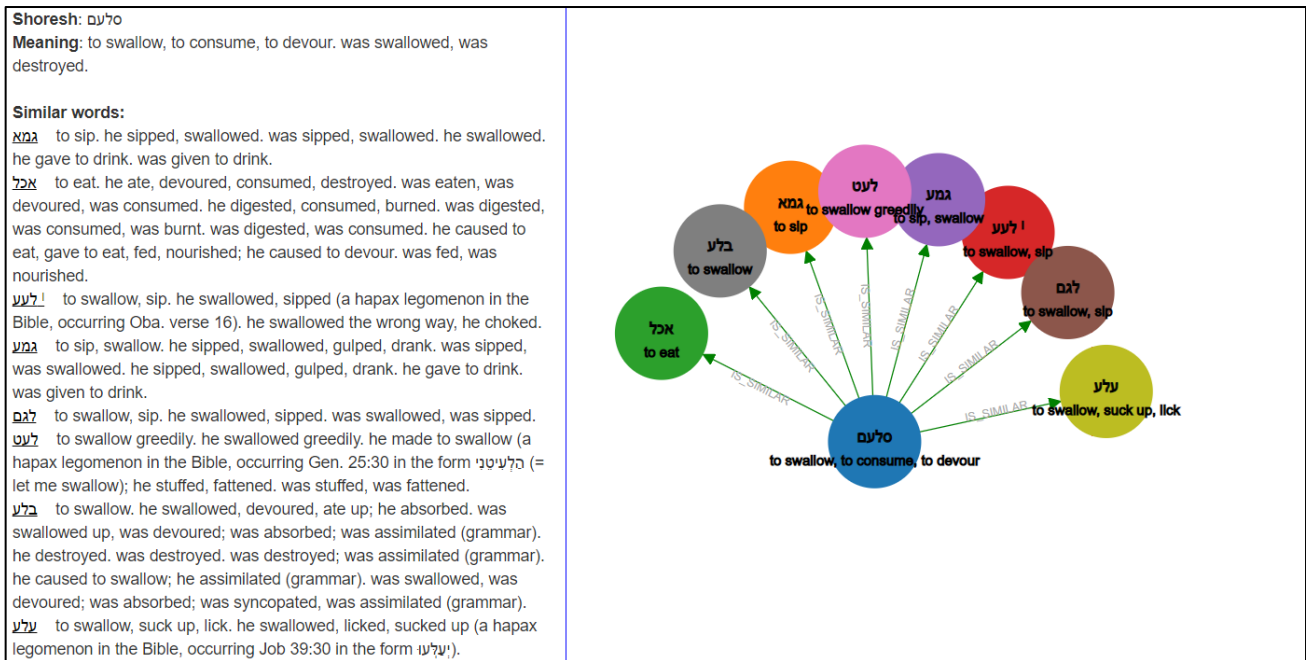 Shoresh: סלעם
Meaning: to swallow, to consume, to devour. was swallowed, was
destroyed.
Similar words:
גמא to sip. he sipped, swallowed. was sipped, swallowed. he swallowed.
he gave to drink. was given to drink.
אכל to eat. he ate, devoured, consumed, destroyed. was eaten, was
devoured, was consumed. he digested, consumed, burned. was digested,
was consumed, was burnt. was digested, was consumed. he caused to
eat, gave to eat, fed, nourished; he caused to devour. was fed, was
nourished.
לעע ᴵ to swallow, sip. he swallowed, sipped (a hapax legomenon in the
Bible, occurring Oba. verse 16). he swallowed the wrong way, he choked.
גמע to sip, swallow. he sipped, swallowed, gulped, drank. was sipped,
was swallowed. he sipped, swallowed, gulped, drank. he gave to drink.
was given to drink.
לגם to swallow, sip. he swallowed, sipped. was swallowed, was sipped.
לעט to swallow greedily. he swallowed greedily. he made to swallow (a
hapax legomenon in the Bible, occurring Gen. 25:30 in the form הַלְעִיטֵנִי (=
let me swallow); he stuffed, fattened. was stuffed, was fattened.
בלע to swallow. he swallowed, devoured, ate up; he absorbed. was
swallowed up, was devoured; was absorbed; was assimilated (grammar).
he destroyed. was destroyed. was destroyed; was assimilated (grammar).
he caused to swallow; he assimilated (grammar). was swallowed, was
devoured; was absorbed; was syncopated, was assimilated (grammar).
עלע to swallow, suck up, lick. he swallowed, licked, sucked up (a hapax
legomenon in the Bible, occurring Job 39:30 in the form יְעַלְּעוּ).
אכל
to eat
בלע
to swallow
גמא
to sip
לעט
to swallow greedily
גמע
to sip, swallow
לעע ᴵ
to swallow, sip
לגם
to swallow, sip
עלע
to swallow, suck up, lick
IS_SIMILAR
IS_SIMILAR
IS_SIMILAR
IS_SIMILAR
IS_SIMILAR
IS_SIMILAR
IS_SIMILAR
IS_SIMILAR
סלעם
to swallow, to consume, to devour